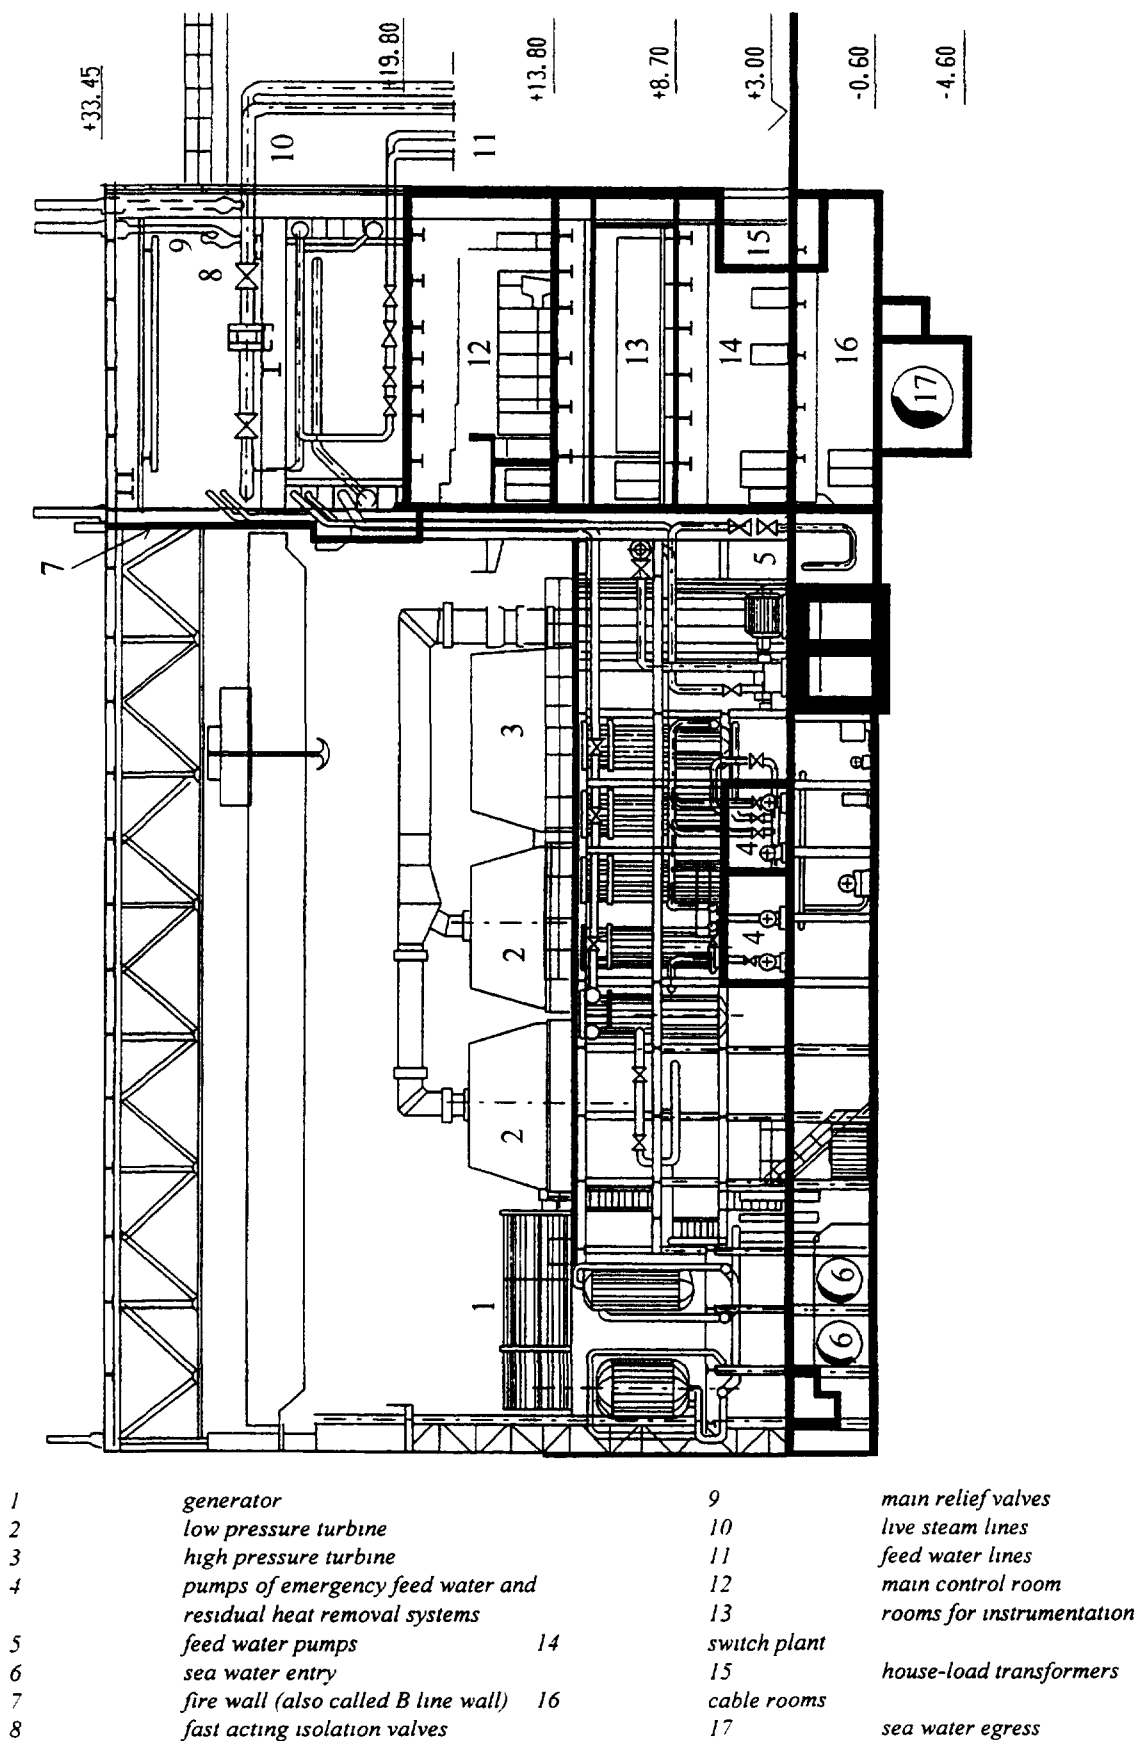 +33.45
+19.80
+13.80
+8.70
+3.00
-0.60
-4.60
10
11
9
8
12
13
14
15
16
17
7
5
3
2
4
4
2
1
6
6
1 generator
2 low pressure turbine
3 high pressure turbine
4 pumps of emergency feed water and
residual heat removal systems
5 feed water pumps
6 sea water entry
7 fire wall (also called B line wall)
8 fast acting isolation valves
9 main relief valves
10 live steam lines
11 feed water lines
12 main control room
13 rooms for instrumentation
14 switch plant
15 house-load transformers
16 cable rooms
17 sea water egress